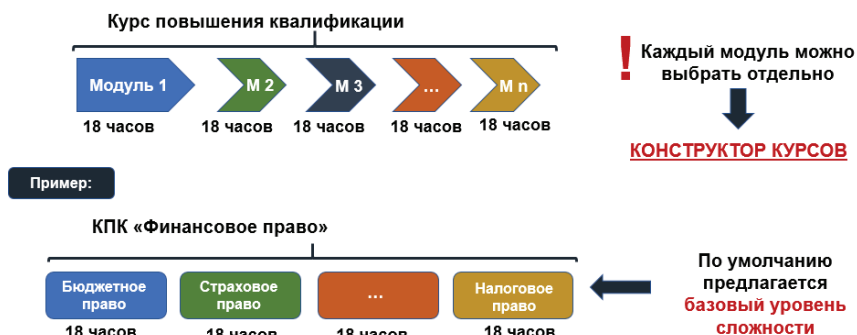 Курс повышения квалификации
Модуль 1
М 2
М 3
...
М n
18 часов
18 часов
18 часов
18 часов
18 часов
!
Каждый модуль можно
выбрать отдельно
КОНСТРУКТОР КУРСОВ
Пример:
КПК «Финансовое право»
Бюджетное
право
Страховое
право
...
Налоговое
право
18 часов
18 часов
18 часов
18 часов
По умолчанию
предлагается
базовый уровень
сложности